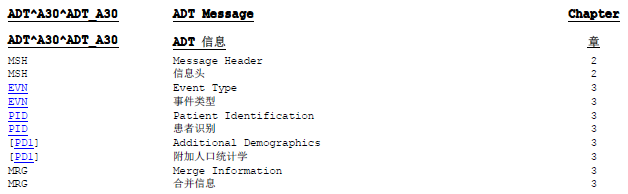 ADT^A30^ADT_A30 ADT Message Chapter
ADT^A30^ADT_A30 ADT 信息 章
MSH Message Header 2
MSH 信息头 2
EVN Event Type 3
EVN 事件类型 3
PID Patient Identification 3
PID 患者识别 3
[PD1] Additional Demographics 3
[PD1] 附加人口统计学 3
MRG Merge Information 3
MRG 合并信息 3